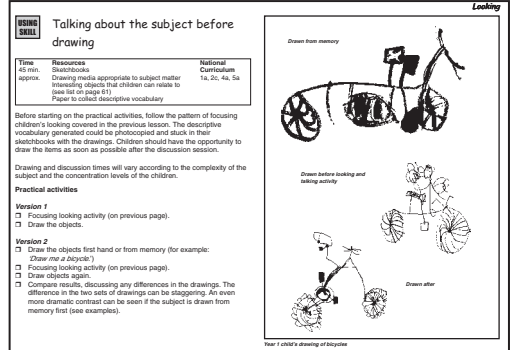 Looking
USING
SKILL
Talking about the subject before
drawing
Time
45 min.
approx.
Resources
Sketchbooks
Drawing media appropriate to subject matter
Interesting objects that children can relate to
(see list on page 61)
Paper to collect descriptive vocabulary
National
Curriculum
1a, 2c, 4a, 5a
Before starting on the practical activities, follow the pattern of focusing
children's looking covered in the previous lesson. The descriptive
vocabulary generated could be photocopied and stuck in their
sketchbooks with the drawings. Children should have the opportunity to
draw the items as soon as possible after the discussion session.
Drawing and discussion times will vary according to the complexity of the
subject and the concentration levels of the children.
Practical activities
Version 1
❒ Focusing looking activity (on previous page).
❒ Draw the objects.
Version 2
❒ Draw the objects first hand or from memory (for example:
'Draw me a bicycle.')
❒ Focusing looking activity (on previous page).
❒ Draw objects again.
❒ Compare results, discussing any differences in the drawings. The
difference in the two sets of drawings can be staggering. An even
more dramatic contrast can be seen if the subject is drawn from
memory first (see examples).
Drawn from memory
Drawn before looking and
talking activity
Drawn after
Year 1 child's drawing of bicycles